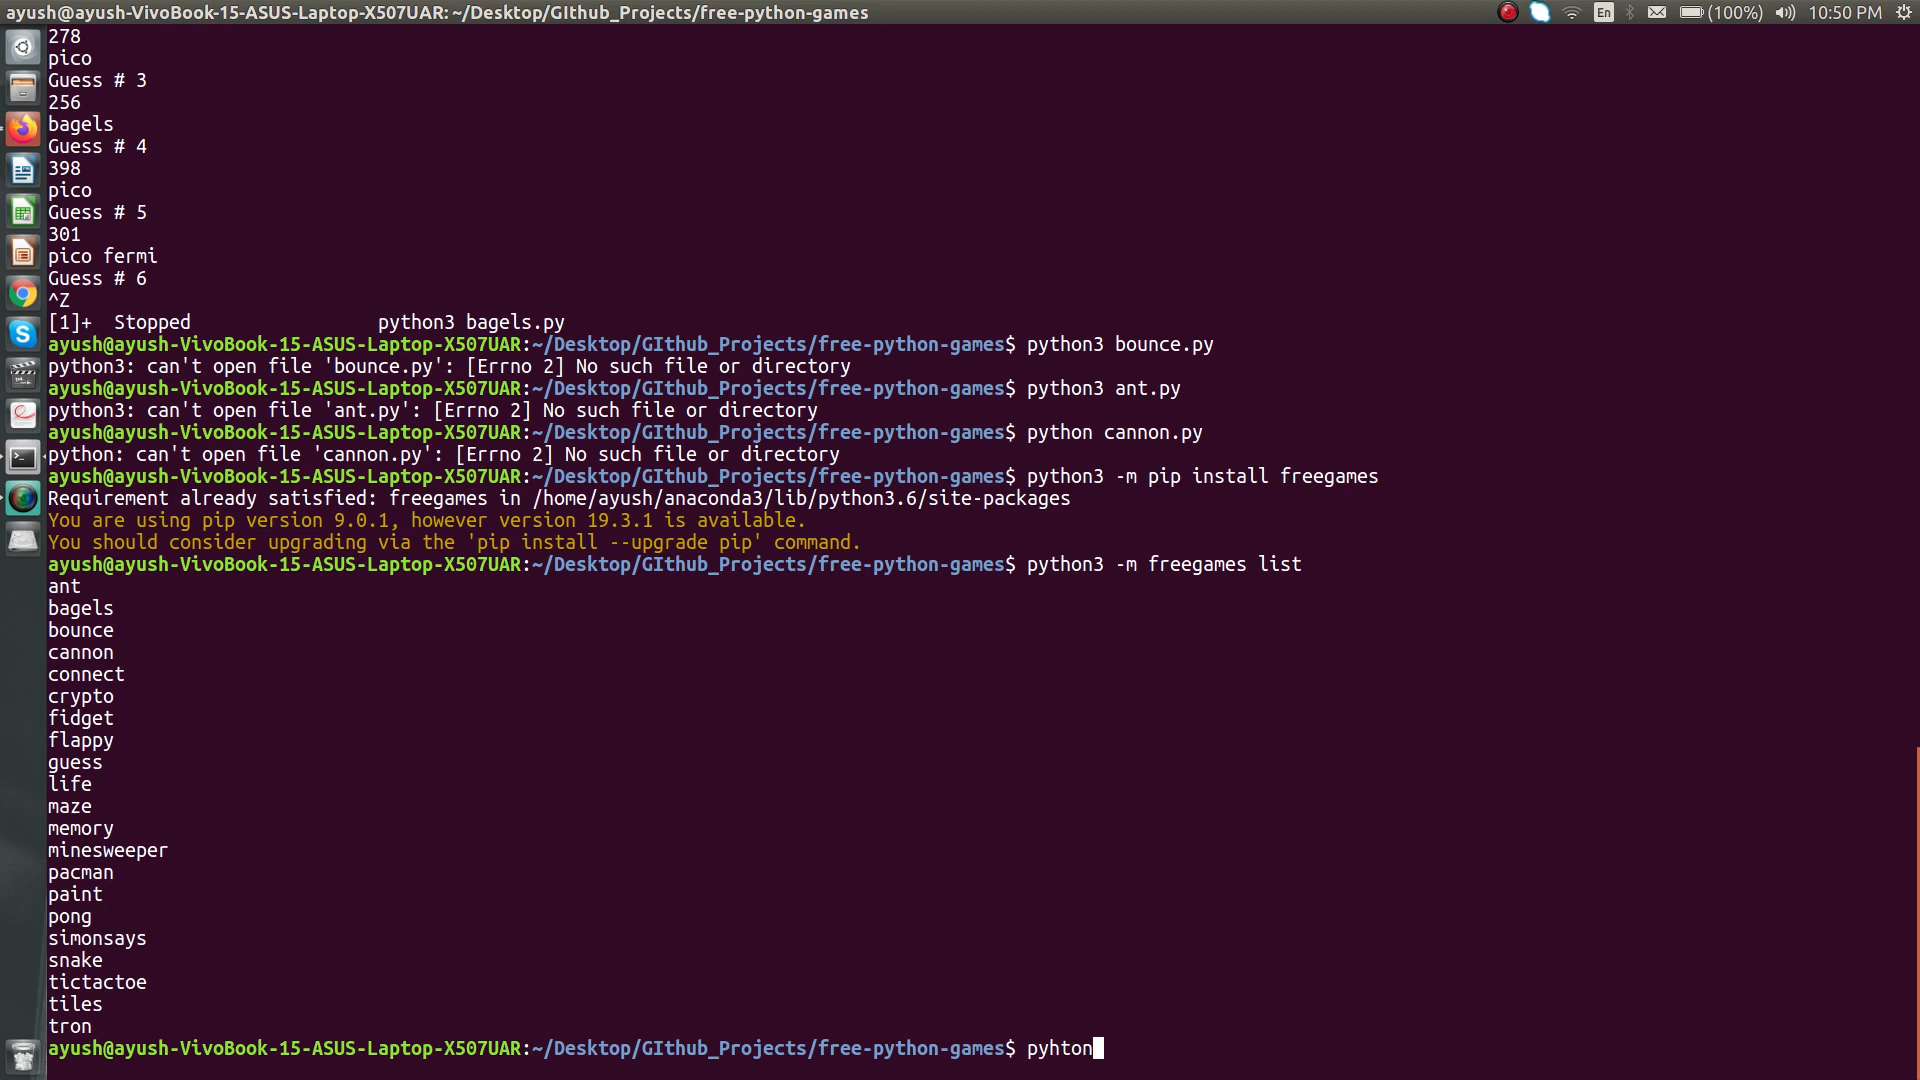 ayush@ayush-VivoBook-15-ASUS-Laptop-X507UAR: ~/Desktop/GIthub_Projects/free-python-games
En
(100%)
10:50 PM
278
pico
Guess # 3
256
bagels
Guess # 4
398
pico
Guess # 5
301
pico fermi
Guess # 6
^Z
[1]+  Stopped                 python3 bagels.py
ayush@ayush-VivoBook-15-ASUS-Laptop-X507UAR:~/Desktop/GIthub_Projects/free-python-games$ python3 bounce.py
python3: can't open file 'bounce.py': [Errno 2] No such file or directory
ayush@ayush-VivoBook-15-ASUS-Laptop-X507UAR:~/Desktop/GIthub_Projects/free-python-games$ python3 ant.py
python3: can't open file 'ant.py': [Errno 2] No such file or directory
ayush@ayush-VivoBook-15-ASUS-Laptop-X507UAR:~/Desktop/GIthub_Projects/free-python-games$ python cannon.py
python: can't open file 'cannon.py': [Errno 2] No such file or directory
ayush@ayush-VivoBook-15-ASUS-Laptop-X507UAR:~/Desktop/GIthub_Projects/free-python-games$ python3 -m pip install freegames
Requirement already satisfied: freegames in /home/ayush/anaconda3/lib/python3.6/site-packages
You are using pip version 9.0.1, however version 19.3.1 is available.
You should consider upgrading via the 'pip install --upgrade pip' command.
ayush@ayush-VivoBook-15-ASUS-Laptop-X507UAR:~/Desktop/GIthub_Projects/free-python-games$ python3 -m freegames list
ant
bagels
bounce
cannon
connect
crypto
fidget
flappy
guess
life
maze
memory
minesweeper
pacman
paint
pong
simonsays
snake
tictactoe
tiles
tron
ayush@ayush-VivoBook-15-ASUS-Laptop-X507UAR:~/Desktop/GIthub_Projects/free-python-games$ pyhton